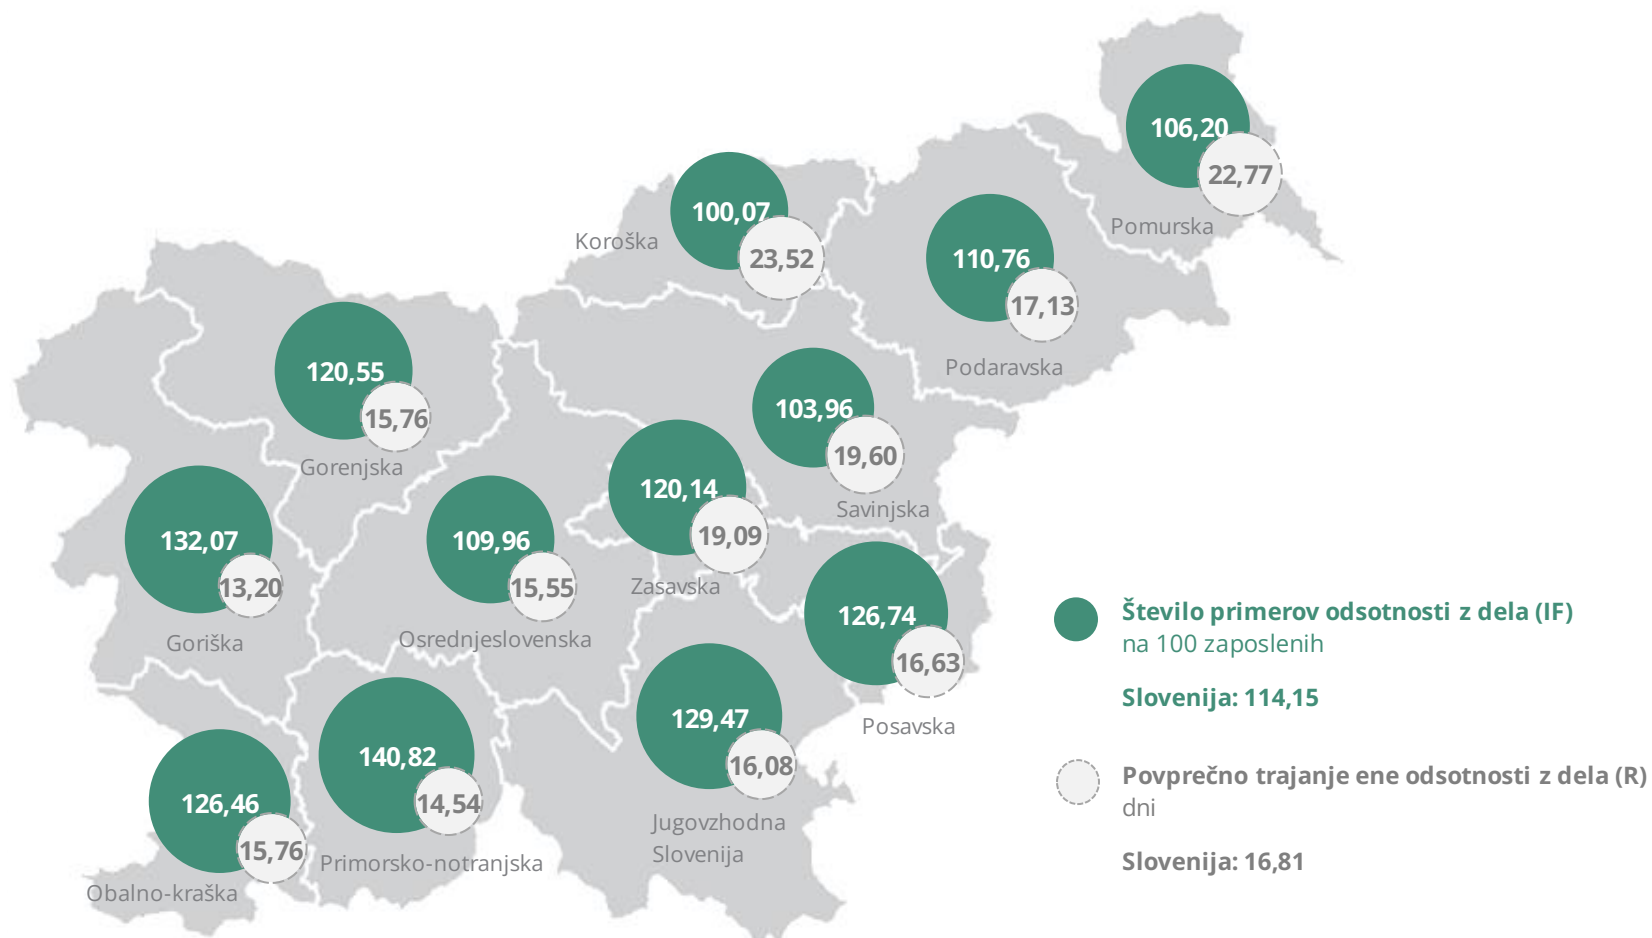 106,20
22,77
Pomurska
100,07
23,52
Koroška
110,76
17,13
Podaravska
120,55
15,76
Gorenjska
103,96
19,60
Savinjska
120,14
19,09
Zasavska
132,07
13,20
Goriška
109,96
15,55
Osrednjeslovenska
126,74
16,63
Posavska
129,47
16,08
Jugovzhodna
Slovenija
140,82
14,54
Primorsko-notranjska
126,46
15,76
Obalno-kraška
Število primerov odsotnosti z dela (IF)
na 100 zaposlenih
Slovenija: 114,15
Povprečno trajanje ene odsotnosti z dela (R)
dni
Slovenija: 16,81